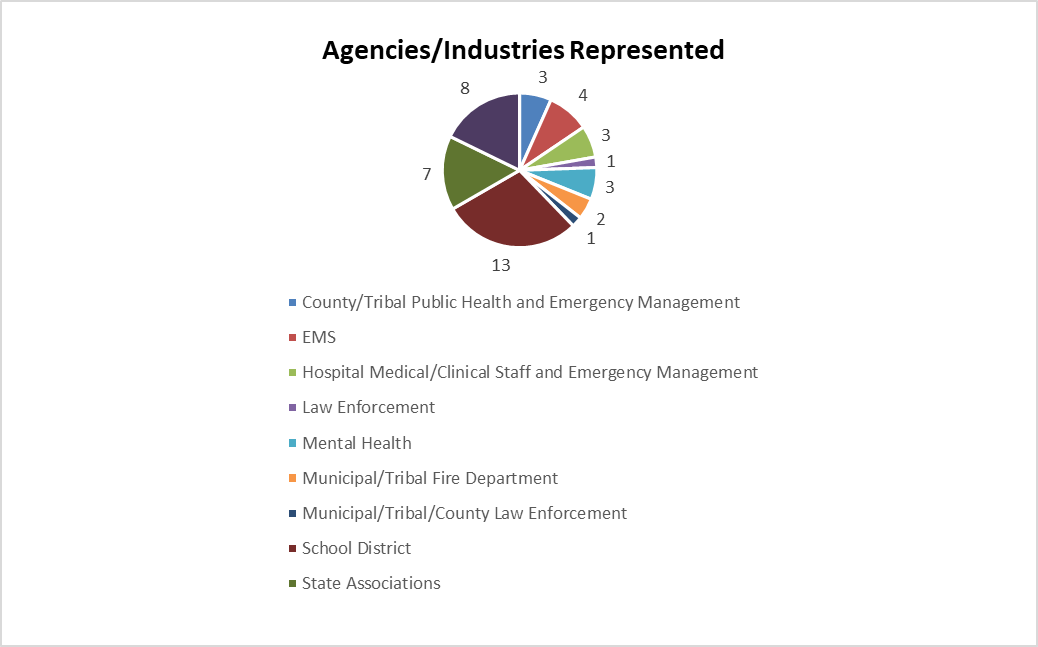 Agencies/Industries Represented
3
4
3
1
3
2
1
13
7
8
County/Tribal Public Health and Emergency Management
EMS
Hospital Medical/Clinical Staff and Emergency Management
Law Enforcement
Mental Health
Municipal/Tribal Fire Department
Municipal/Tribal/County Law Enforcement
School District
State Associations